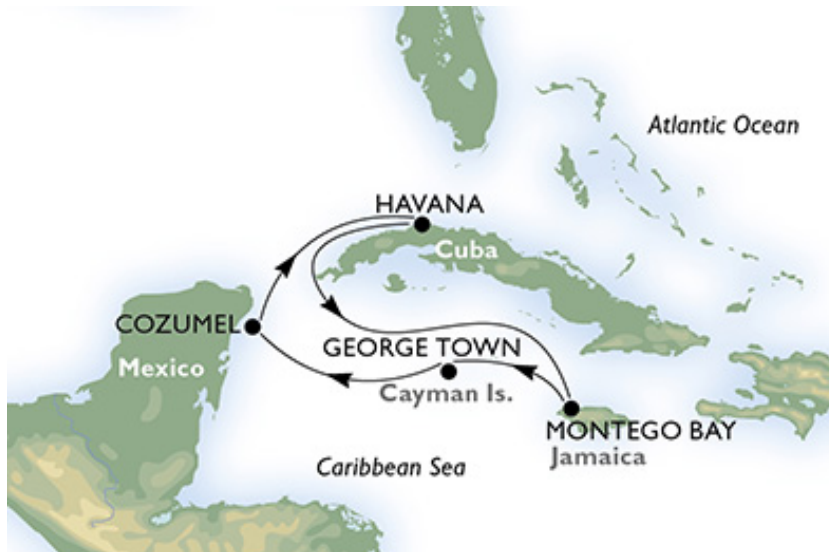 Atlantic Ocean
HAVANA
Cuba
COZUMEL
Mexico
GEORGE TOWN
Cayman Is.
MONTEGO BAY
Jamaica
Caribbean Sea